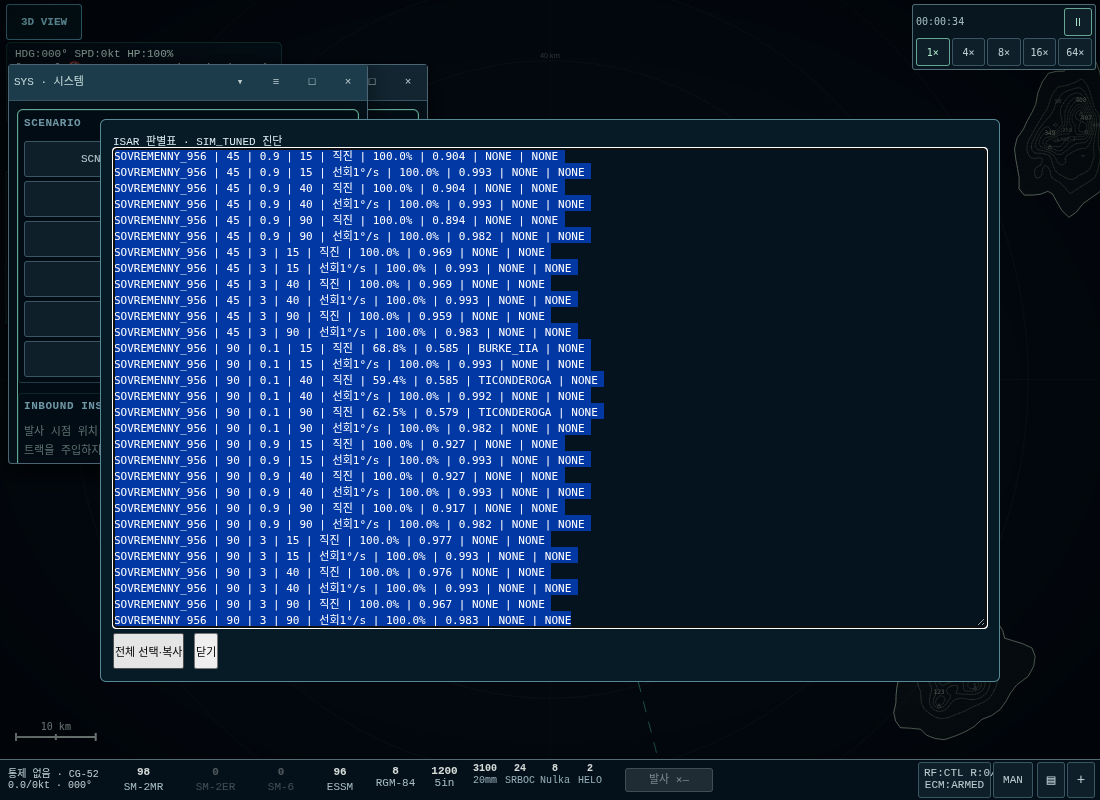 3D VIEW
HDG:000° SPD:0kt HP:100%
00:00:34
1×
4×
8×
16×
64×
40 km
SYS · 시스템
SCENARIO
SCN
INBOUND INS
발사 시점 위치
트랙을 주입하지
ISAR 판별표 · SIM_TUNED 진단
SOVREMENNY_956 | 45 | 0.9 | 15 | 직진 | 100.0% | 0.904 | NONE | NONE
SOVREMENNY_956 | 45 | 0.9 | 15 | 선회1°/s | 100.0% | 0.993 | NONE | NONE
SOVREMENNY_956 | 45 | 0.9 | 40 | 직진 | 100.0% | 0.904 | NONE | NONE
SOVREMENNY_956 | 45 | 0.9 | 40 | 선회1°/s | 100.0% | 0.993 | NONE | NONE
SOVREMENNY_956 | 45 | 0.9 | 90 | 직진 | 100.0% | 0.894 | NONE | NONE
SOVREMENNY_956 | 45 | 0.9 | 90 | 선회1°/s | 100.0% | 0.982 | NONE | NONE
SOVREMENNY_956 | 45 | 3 | 15 | 직진 | 100.0% | 0.969 | NONE | NONE
SOVREMENNY_956 | 45 | 3 | 15 | 선회1°/s | 100.0% | 0.993 | NONE | NONE
SOVREMENNY_956 | 45 | 3 | 40 | 직진 | 100.0% | 0.969 | NONE | NONE
SOVREMENNY_956 | 45 | 3 | 40 | 선회1°/s | 100.0% | 0.993 | NONE | NONE
SOVREMENNY_956 | 45 | 3 | 90 | 직진 | 100.0% | 0.959 | NONE | NONE
SOVREMENNY_956 | 45 | 3 | 90 | 선회1°/s | 100.0% | 0.983 | NONE | NONE
SOVREMENNY_956 | 90 | 0.1 | 15 | 직진 | 68.8% | 0.585 | BURKE_IIA | NONE
SOVREMENNY_956 | 90 | 0.1 | 15 | 선회1°/s | 100.0% | 0.993 | NONE | NONE
SOVREMENNY_956 | 90 | 0.1 | 40 | 직진 | 59.4% | 0.585 | TICONDEROGA | NONE
SOVREMENNY_956 | 90 | 0.1 | 40 | 선회1°/s | 100.0% | 0.992 | NONE | NONE
SOVREMENNY_956 | 90 | 0.1 | 90 | 직진 | 62.5% | 0.579 | TICONDEROGA | NONE
SOVREMENNY_956 | 90 | 0.1 | 90 | 선회1°/s | 100.0% | 0.982 | NONE | NONE
SOVREMENNY_956 | 90 | 0.9 | 15 | 직진 | 100.0% | 0.927 | NONE | NONE
SOVREMENNY_956 | 90 | 0.9 | 15 | 선회1°/s | 100.0% | 0.993 | NONE | NONE
SOVREMENNY_956 | 90 | 0.9 | 40 | 직진 | 100.0% | 0.927 | NONE | NONE
SOVREMENNY_956 | 90 | 0.9 | 40 | 선회1°/s | 100.0% | 0.993 | NONE | NONE
SOVREMENNY_956 | 90 | 0.9 | 90 | 직진 | 100.0% | 0.917 | NONE | NONE
SOVREMENNY_956 | 90 | 0.9 | 90 | 선회1°/s | 100.0% | 0.982 | NONE | NONE
SOVREMENNY_956 | 90 | 3 | 15 | 직진 | 100.0% | 0.977 | NONE | NONE
SOVREMENNY_956 | 90 | 3 | 15 | 선회1°/s | 100.0% | 0.993 | NONE | NONE
SOVREMENNY_956 | 90 | 3 | 40 | 직진 | 100.0% | 0.976 | NONE | NONE
SOVREMENNY_956 | 90 | 3 | 40 | 선회1°/s | 100.0% | 0.993 | NONE | NONE
SOVREMENNY_956 | 90 | 3 | 90 | 직진 | 100.0% | 0.967 | NONE | NONE
SOVREMENNY_956 | 90 | 3 | 90 | 선회1°/s | 100.0% | 0.983 | NONE | NONE
전체 선택·복사
닫기
10 km
통제 없음 · CG-52
0.0/0kt · 000°
98
SM-2MR
0
SM-2ER
0
SM-6
96
ESSM
8
RGM-84
1200
5in
3100
20mm
24
SRBOC
8
Nulka
2
HELO
발사 ×—
RF:CTL R:0/
ECM:ARMED
MAN